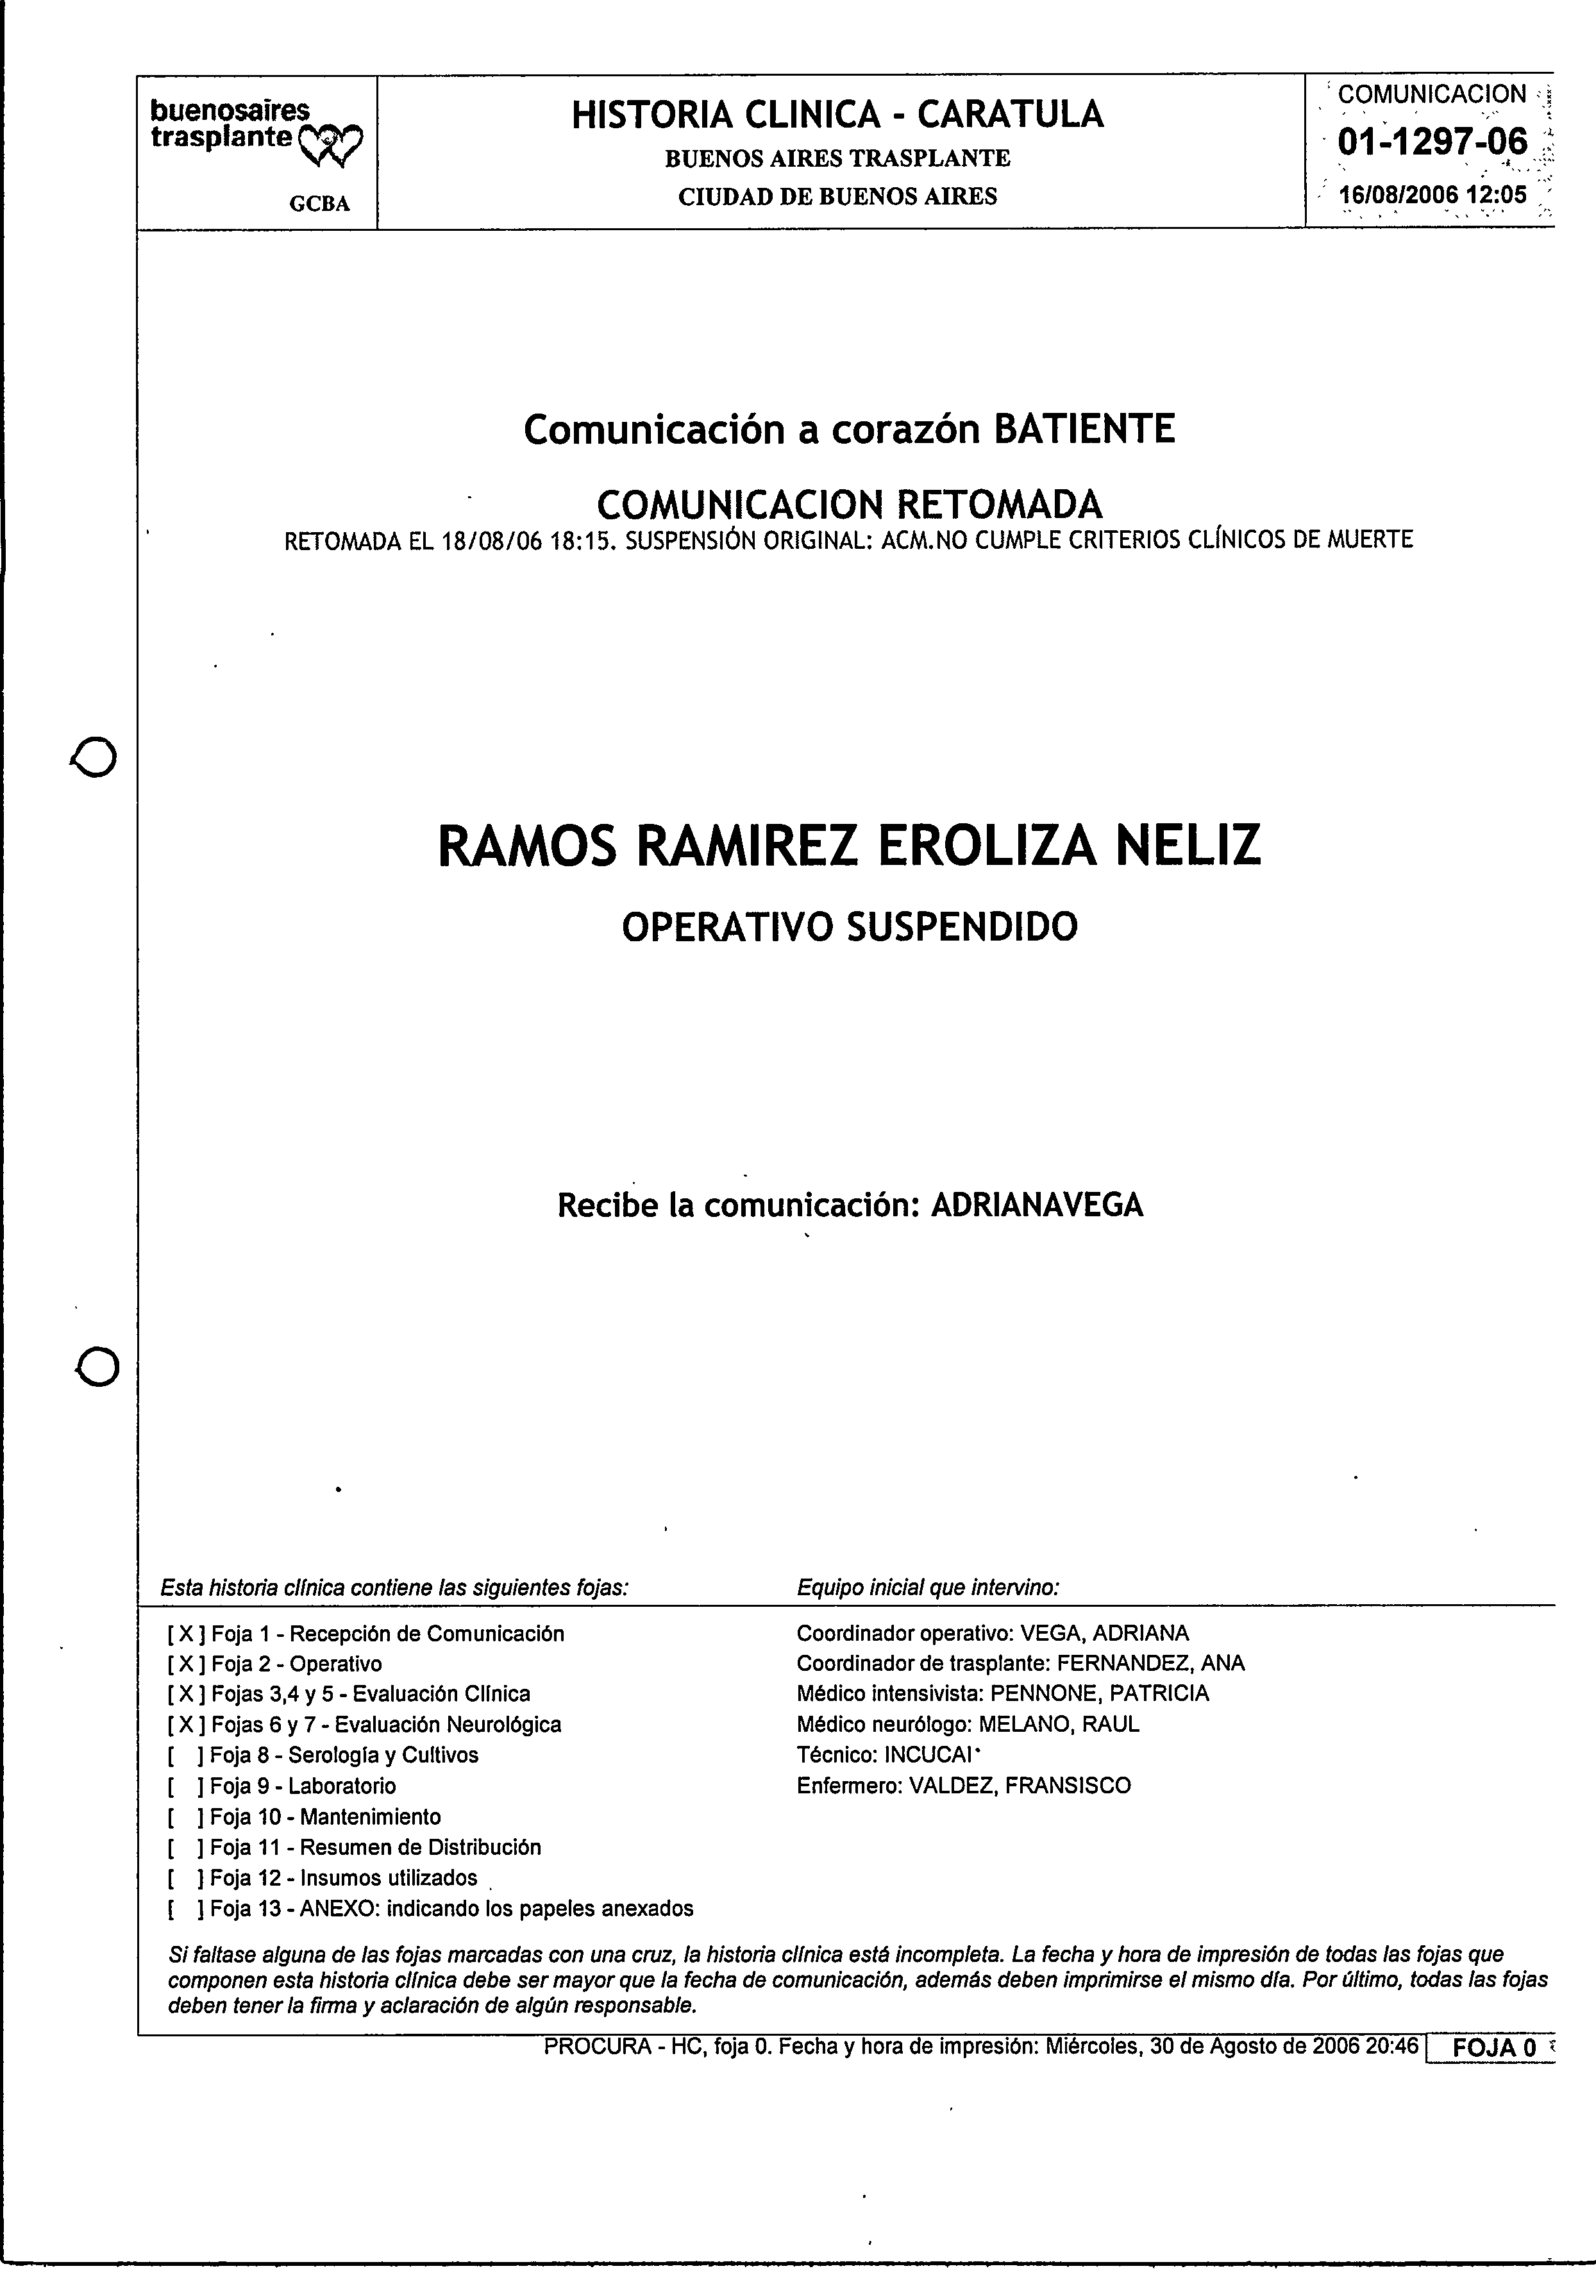 buenosaires
trasplante
GCBA
HISTORIA CLINICA - CARATULA
BUENOS AIRES TRASPLANTE
CIUDAD DE BUENOS AIRES
COMUNICACION
01-1297-06
16/08/2006 12:05
Comunicación a corazón BATIENTE
COMUNICACION RETOMADA
RETOMADA EL 18/08/06 18:15. SUSPENSIÓN ORIGINAL: ACM.NO CUMPLE CRITERIOS CLÍNICOS DE MUERTE
RAMOS RAMIREZ EROLIZA NELIZ
OPERATIVO SUSPENDIDO
Recibe la comunicación: ADRIANAVEGA
Esta historia clínica contiene las siguientes fojas:
[ X ] Foja 1 - Recepción de Comunicación
[ X ] Foja 2 - Operativo
[ X ] Fojas 3,4 y 5 - Evaluación Clínica
[ X ] Fojas 6 y 7 - Evaluación Neurológica
[ ] Foja 8 - Serología y Cultivos
[ ] Foja 9 - Laboratorio
[ ] Foja 10 - Mantenimiento
[ ] Foja 11 - Resumen de Distribución
[ ] Foja 12 - Insumos utilizados
[ ] Foja 13 - ANEXO: indicando los papeles anexados
Equipo inicial que intervino:
Coordinador operativo: VEGA, ADRIANA
Coordinador de trasplante: FERNANDEZ, ANA
Médico intensivista: PENNONE, PATRICIA
Médico neurólogo: MELANO, RAUL
Técnico: INCUCAI
Enfermero: VALDEZ, FRANSISCO
Si faltase alguna de las fojas marcadas con una cruz, la historia clínica está incompleta. La fecha y hora de impresión de todas las fojas que
componen esta historia clínica debe ser mayor que la fecha de comunicación, además deben imprimirse el mismo día. Por último, todas las fojas
deben tener la firma y aclaración de algún responsable.
PROCURA - HC, foja 0. Fecha y hora de impresión: Miércoles, 30 de Agosto de 2006 20:46
FOJA 0